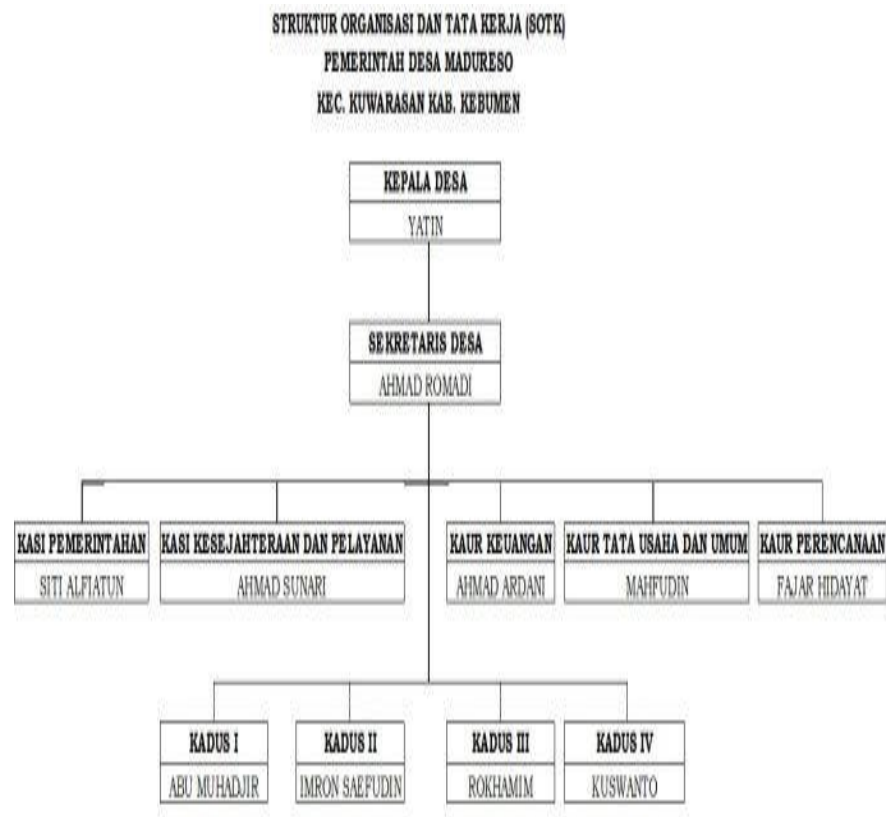 STRUKTUR ORGANISASI DAN TATA KERJA (SOTK)
PEMERINTAH DESA MADURESO
KEC. KUWARASAN KAB. KEBUMEN
KEPALA DESA
YATIN
SEKRETARIS DESA
AHMAD ROMADI
KASI PEMERINTAHAN
SITI ALFIATUN
KASI KESEJAHTERAAN DAN PELAYANAN
AHMAD SUNARI
KAUR KEUANGAN
AHMAD ARDANI
KAUR TATA USAHA DAN UMUM
MAHFUDIN
KAUR PERENCANAAN
FAJAR HIDAYAT
KADUS I
ABU MUHADJIR
KADUS II
IMRON SAEFUDIN
KADUS III
ROKHAMIM
KADUS IV
KUSWANTO